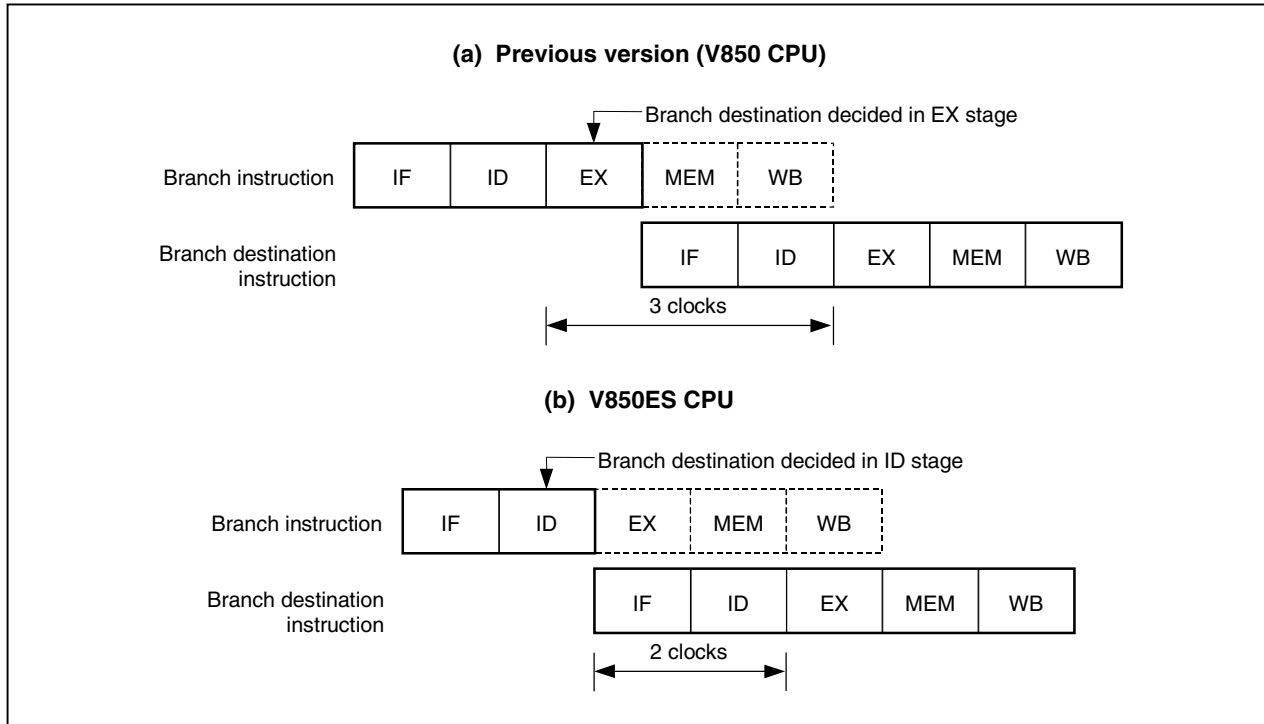 (a) Previous version (V850 CPU)
Branch destination decided in EX stage
Branch instruction IF ID EX MEM WB
Branch destination
instruction
IF ID EX MEM WB
3 clocks
(b) V850ES CPU
Branch destination decided in ID stage
Branch instruction IF ID EX MEM WB
Branch destination
instruction
IF ID EX MEM WB
2 clocks